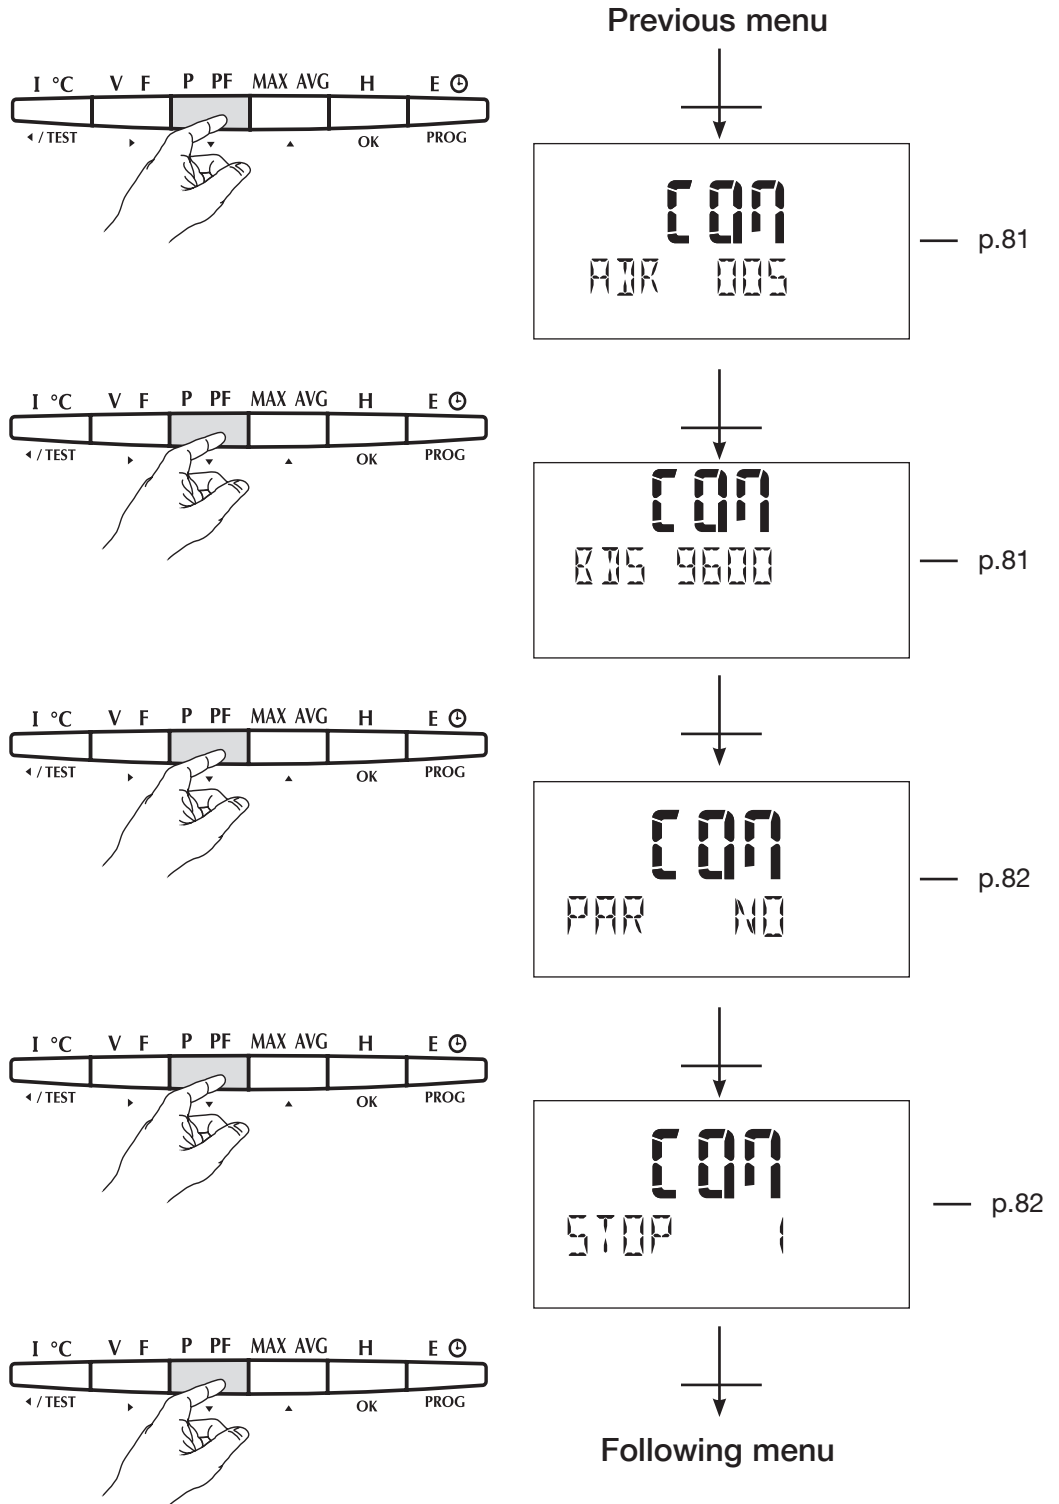 Previous menu
I °C V F P PF MAX AVG H E
◂ / TEST ▸ ▾ ▴ OK PROG
COM
ADR 005
p.81
I °C V F P PF MAX AVG H E
◂ / TEST ▸ ▾ ▴ OK PROG
COM
BDS 9600
p.81
I °C V F P PF MAX AVG H E
◂ / TEST ▸ ▾ ▴ OK PROG
COM
PAR NO
p.82
I °C V F P PF MAX AVG H E
◂ / TEST ▸ ▾ ▴ OK PROG
COM
STOP 1
p.82
I °C V F P PF MAX AVG H E
◂ / TEST ▸ ▾ ▴ OK PROG
Following menu